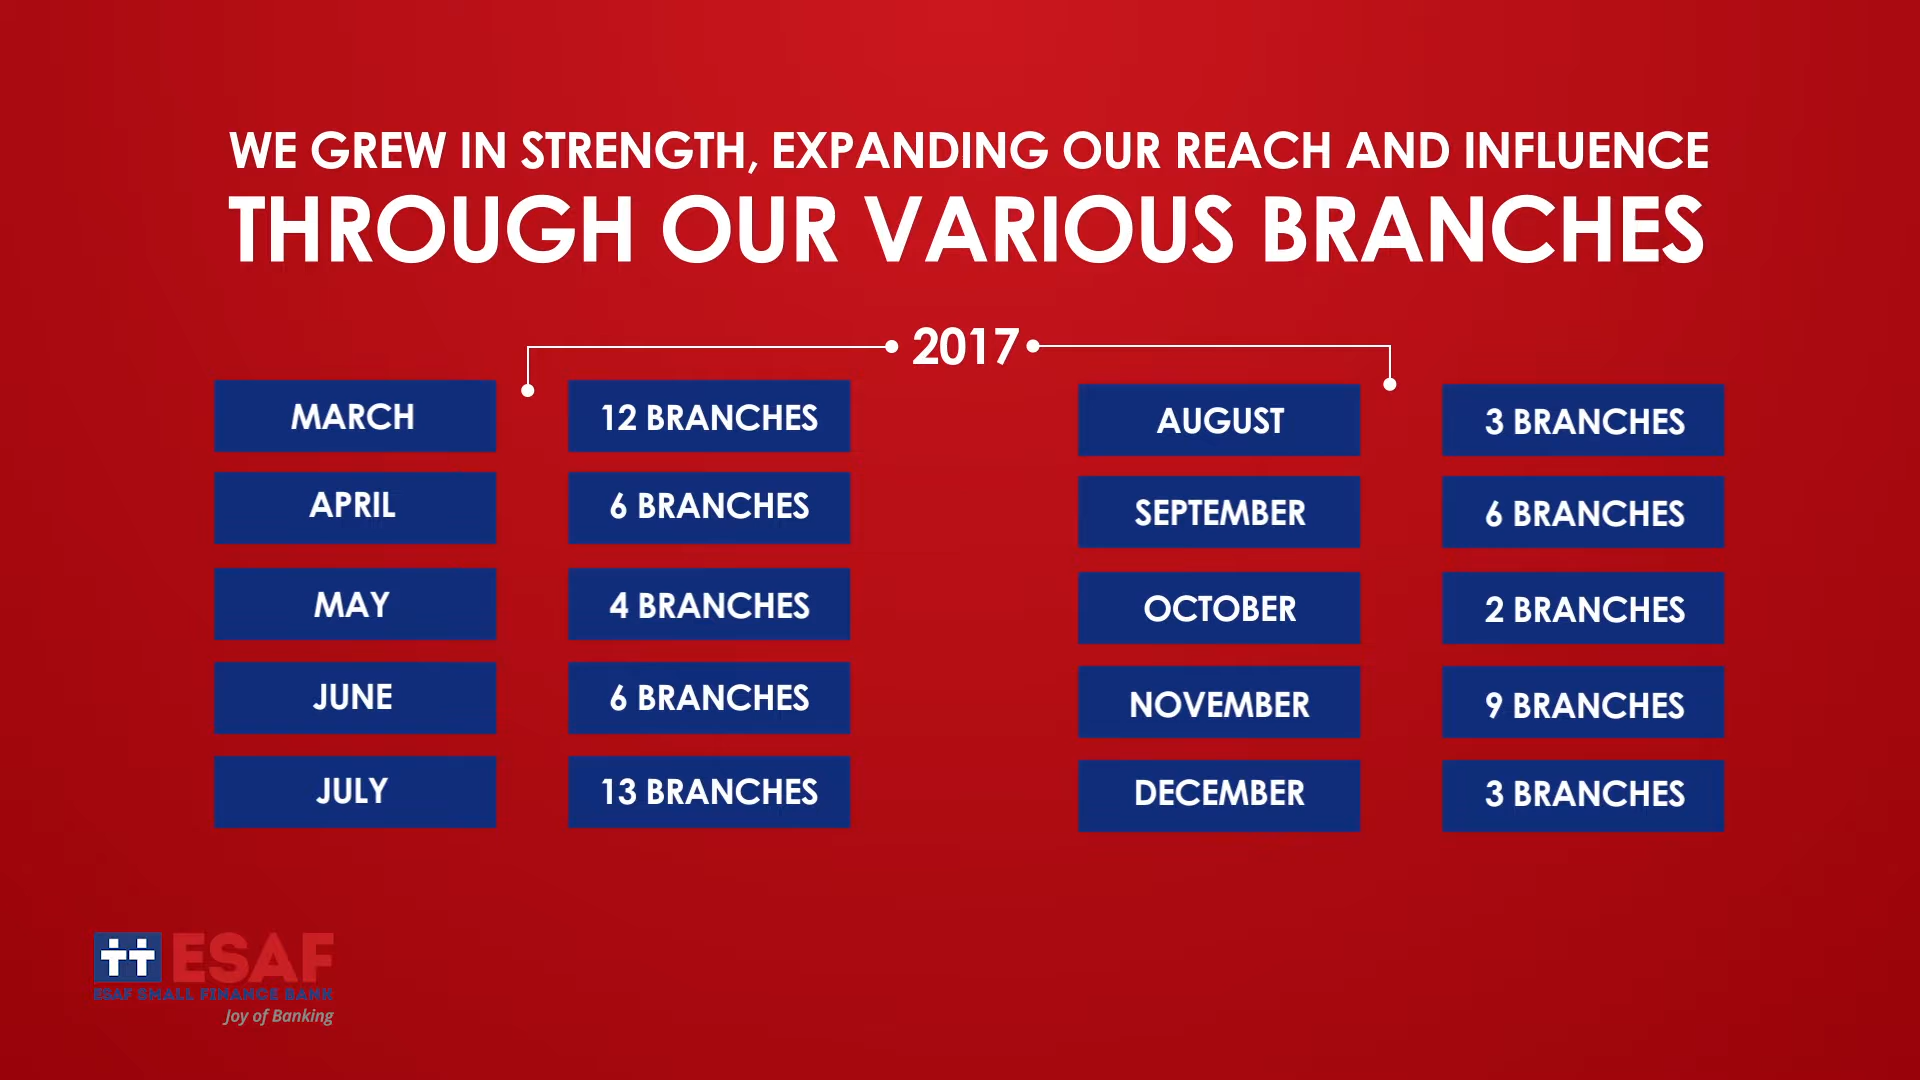 WE GREW IN STRENGTH, EXPANDING OUR REACH AND INFLUENCE
THROUGH OUR VARIOUS BRANCHES
2017
MARCH 12 BRANCHES
APRIL 6 BRANCHES
MAY 4 BRANCHES
JUNE 6 BRANCHES
JULY 13 BRANCHES
AUGUST 3 BRANCHES
SEPTEMBER 6 BRANCHES
OCTOBER 2 BRANCHES
NOVEMBER 9 BRANCHES
DECEMBER 3 BRANCHES
ESAF
ESAF SMALL FINANCE BANK
Joy of Banking